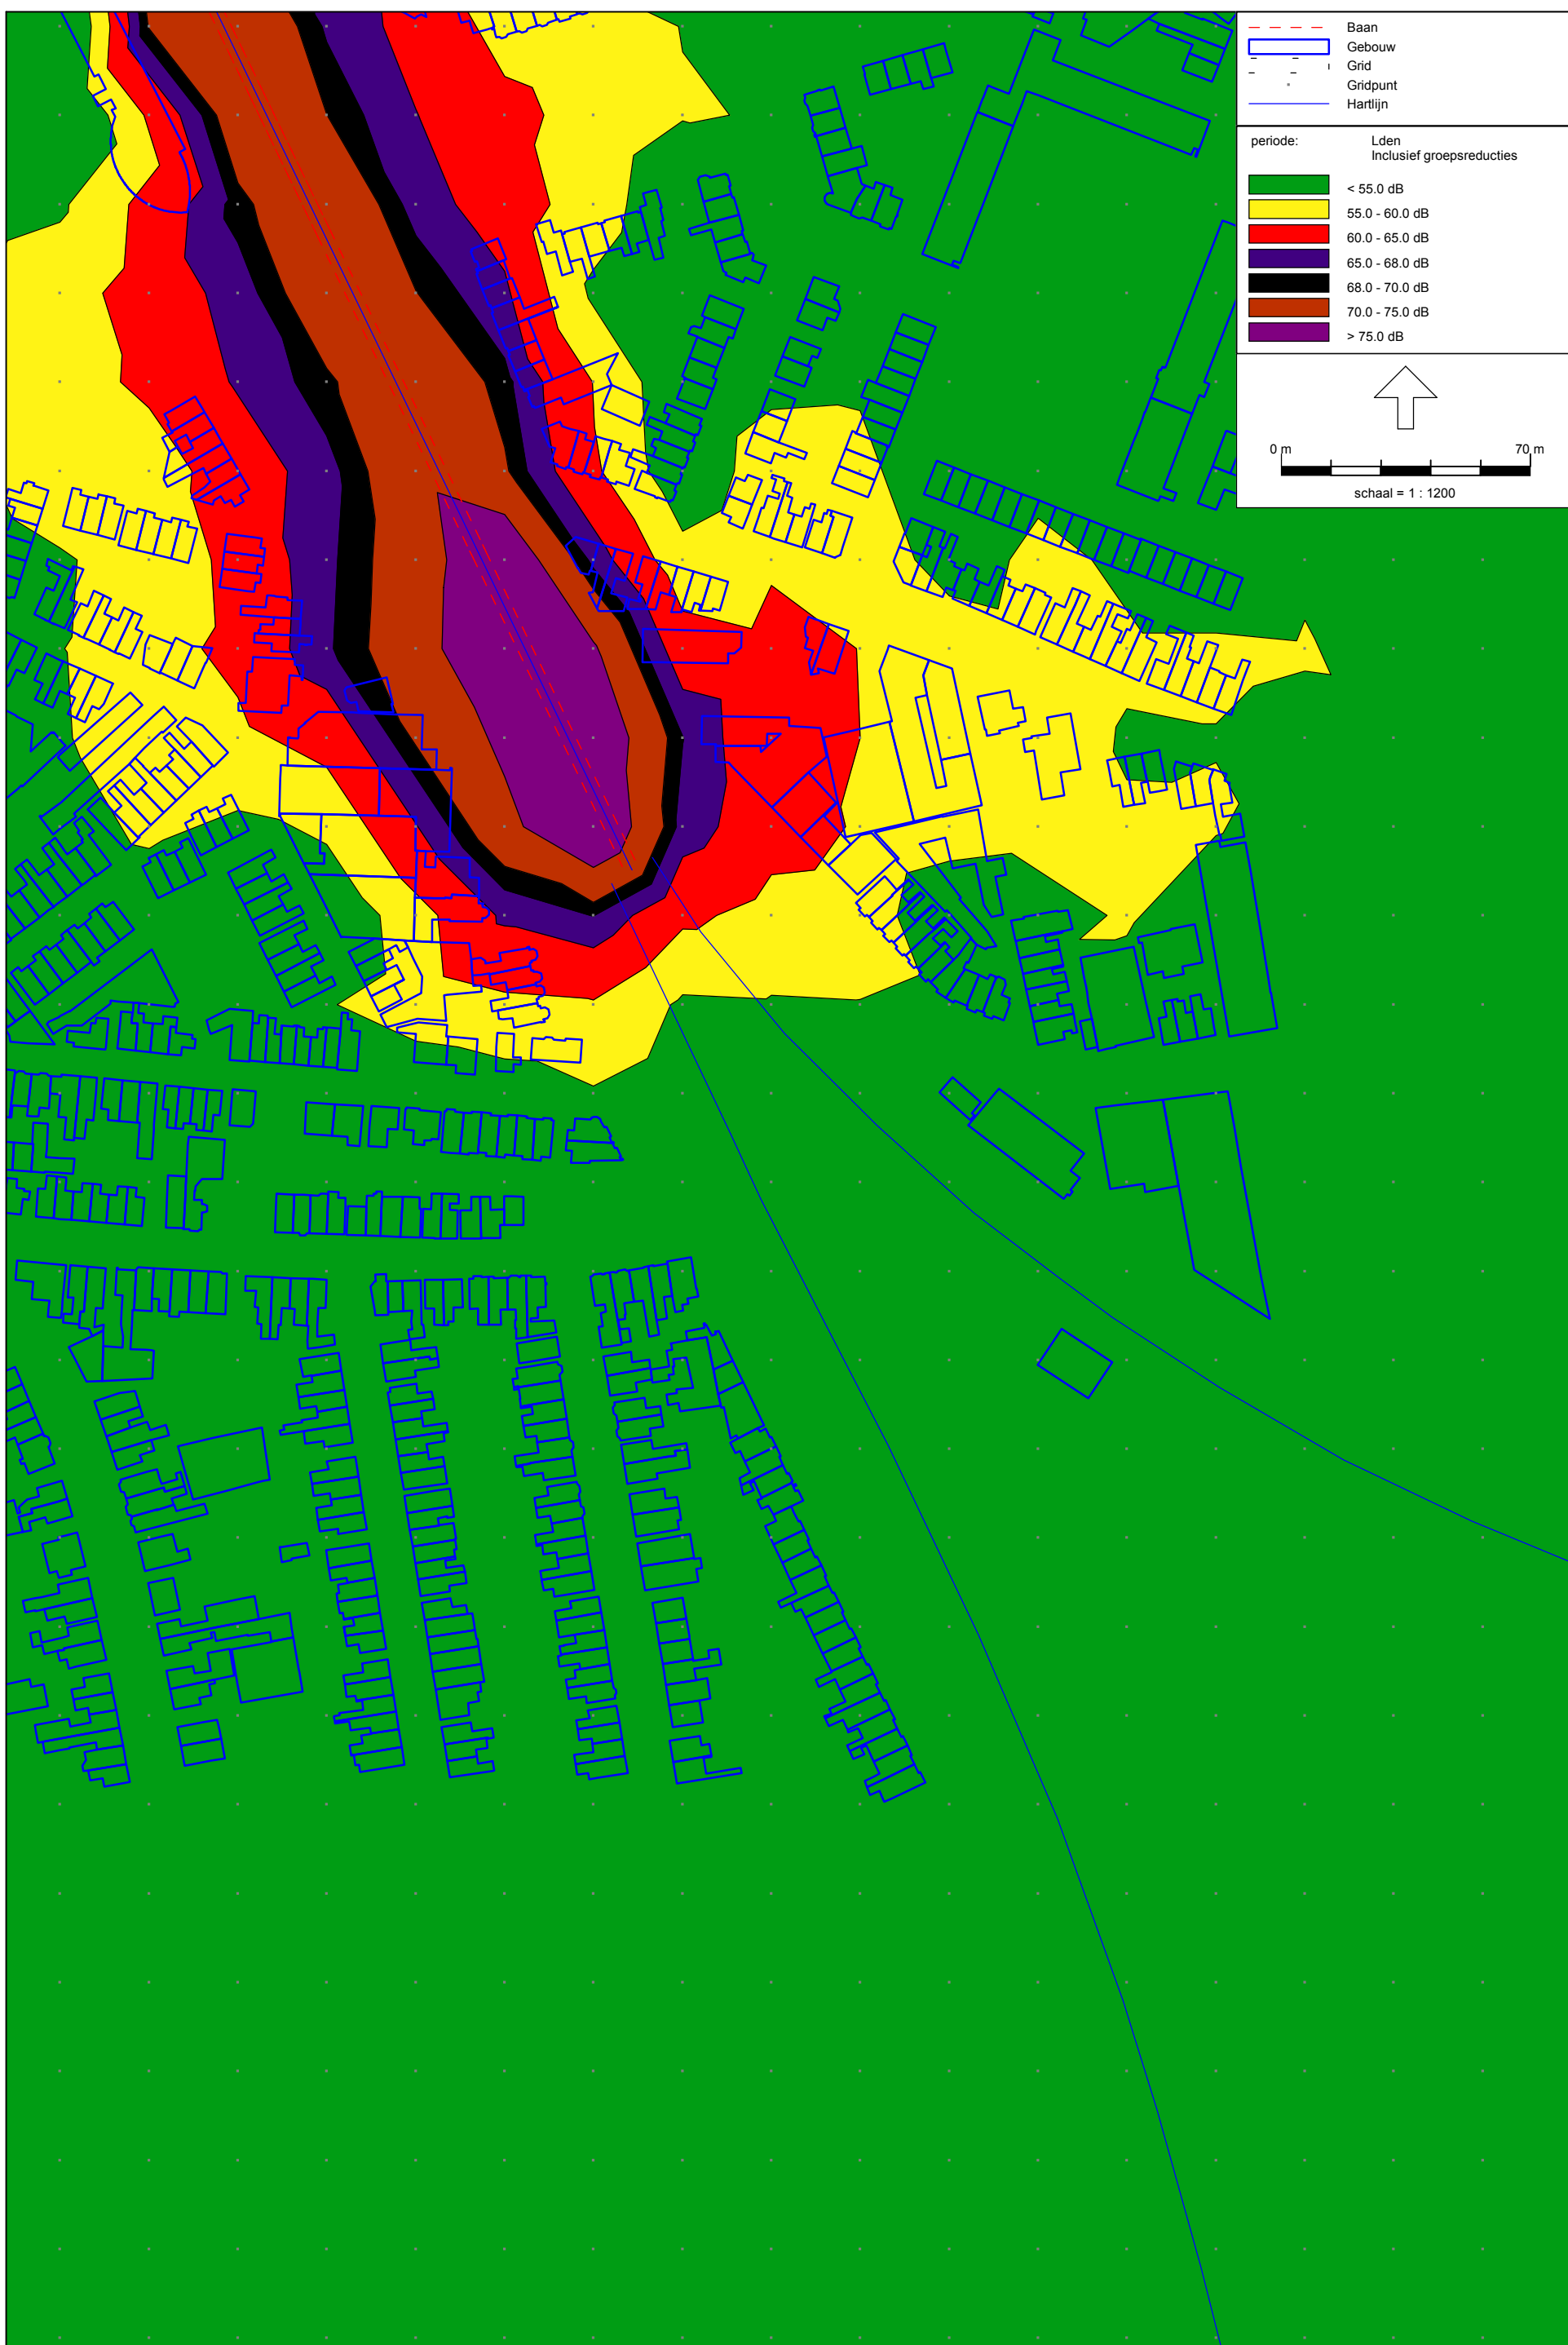 Baan
Gebouw
Grid
Gridpunt
Hartlijn
periode: Lden
Inclusief groepsreducties
< 55.0 dB
55.0 - 60.0 dB
60.0 - 65.0 dB
65.0 - 68.0 dB
68.0 - 70.0 dB
70.0 - 75.0 dB
> 75.0 dB
0 m 70 m
schaal = 1 : 1200